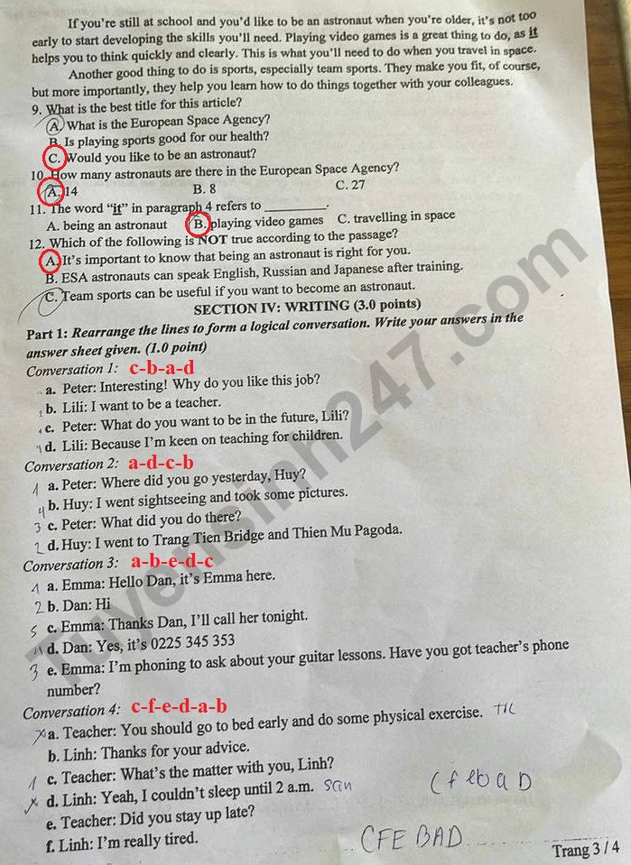 If you're still at school and you'd like to be an astronaut when you're older, it's not too
early to start developing the skills you'll need. Playing video games is a great thing to do, as it
helps you to think quickly and clearly. This is what you'll need to do when you travel in space.
Another good thing to do is sports, especially team sports. They make you fit, of course,
but more importantly, they help you learn how to do things together with your colleagues.
9. What is the best title for this article?
A. What is the European Space Agency?
B. Is playing sports good for our health?
C. Would you like to be an astronaut?
10. How many astronauts are there in the European Space Agency?
A. 14 B. 8 C. 27
11. The word "it" in paragraph 4 refers to __________.
A. being an astronaut B. playing video games C. travelling in space
12. Which of the following is NOT true according to the passage?
A. It's important to know that being an astronaut is right for you.
B. ESA astronauts can speak English, Russian and Japanese after training.
C. Team sports can be useful if you want to become an astronaut.
SECTION IV: WRITING (3.0 points)
Part 1: Rearrange the lines to form a logical conversation. Write your answers in the
answer sheet given. (1.0 point)
Conversation 1: c-b-a-d
a. Peter: Interesting! Why do you like this job?
b. Lili: I want to be a teacher.
c. Peter: What do you want to be in the future, Lili?
d. Lili: Because I'm keen on teaching for children.
Conversation 2: a-d-c-b
1 a. Peter: Where did you go yesterday, Huy?
4 b. Huy: I went sightseeing and took some pictures.
3 c. Peter: What did you do there?
2 d. Huy: I went to Trang Tien Bridge and Thien Mu Pagoda.
Conversation 3: a-b-e-d-c
1 a. Emma: Hello Dan, it's Emma here.
2 b. Dan: Hi
5 c. Emma: Thanks Dan, I'll call her tonight.
4 d. Dan: Yes, it's 0225 345 353
3 e. Emma: I'm phoning to ask about your guitar lessons. Have you got teacher's phone
number?
Conversation 4: c-f-e-d-a-b
a. Teacher: You should go to bed early and do some physical exercise.
b. Linh: Thanks for your advice.
1 c. Teacher: What's the matter with you, Linh?
d. Linh: Yeah, I couldn't sleep until 2 a.m.
e. Teacher: Did you stay up late?
f. Linh: I'm really tired.
CFE BAD
Trang 3 / 4
Tuyensinh247.com